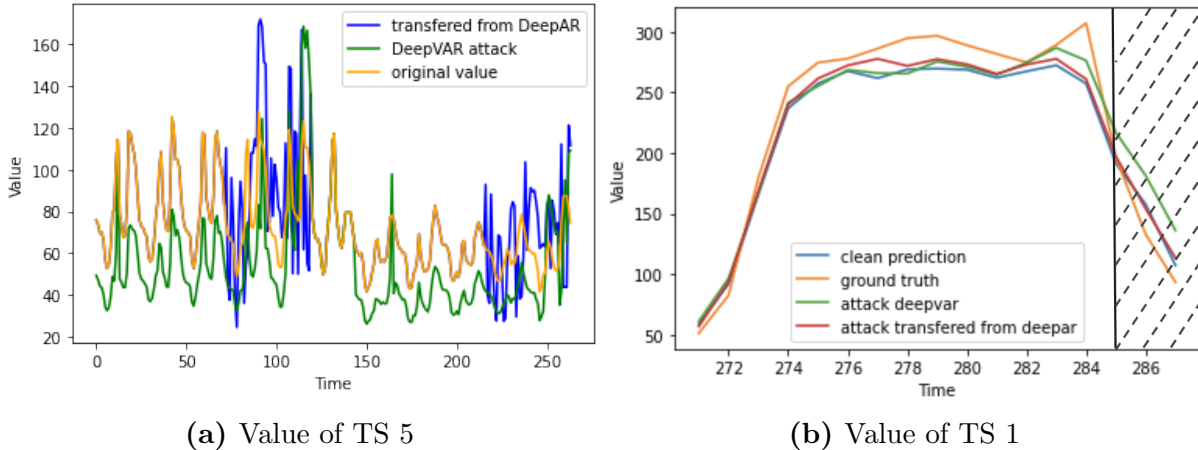 transfered from DeepAR
DeepVAR attack
original value
Value
160
140
120
100
80
60
40
20
0
50
100
150
200
250
Time
(a) Value of TS 5
Value
300
250
200
150
100
50
clean prediction
ground truth
attack deepvar
attack transfered from deepar
272
274
276
278
280
282
284
286
Time
(b) Value of TS 1